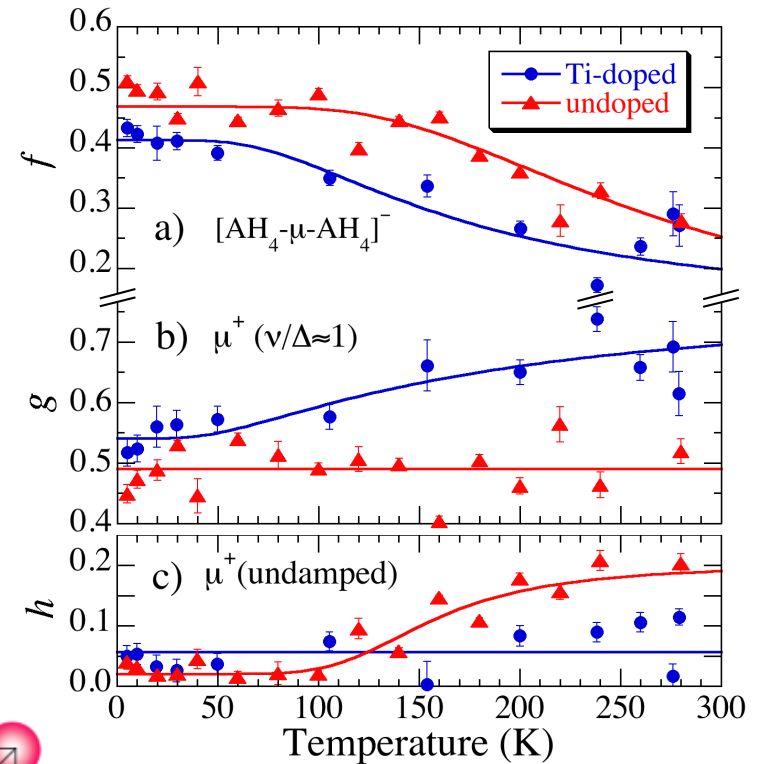 0.6
0.5
0.4
0.3
0.2
f
Ti-doped
undoped
a) [AH₄-μ-AH₄]⁻
b) μ⁺ (ν/Δ≈1)
0.7
0.6
0.5
0.4
g
c) μ⁺(undamped)
0.2
0.1
0.0
h
0 50 100 150 200 250 300
Temperature (K)